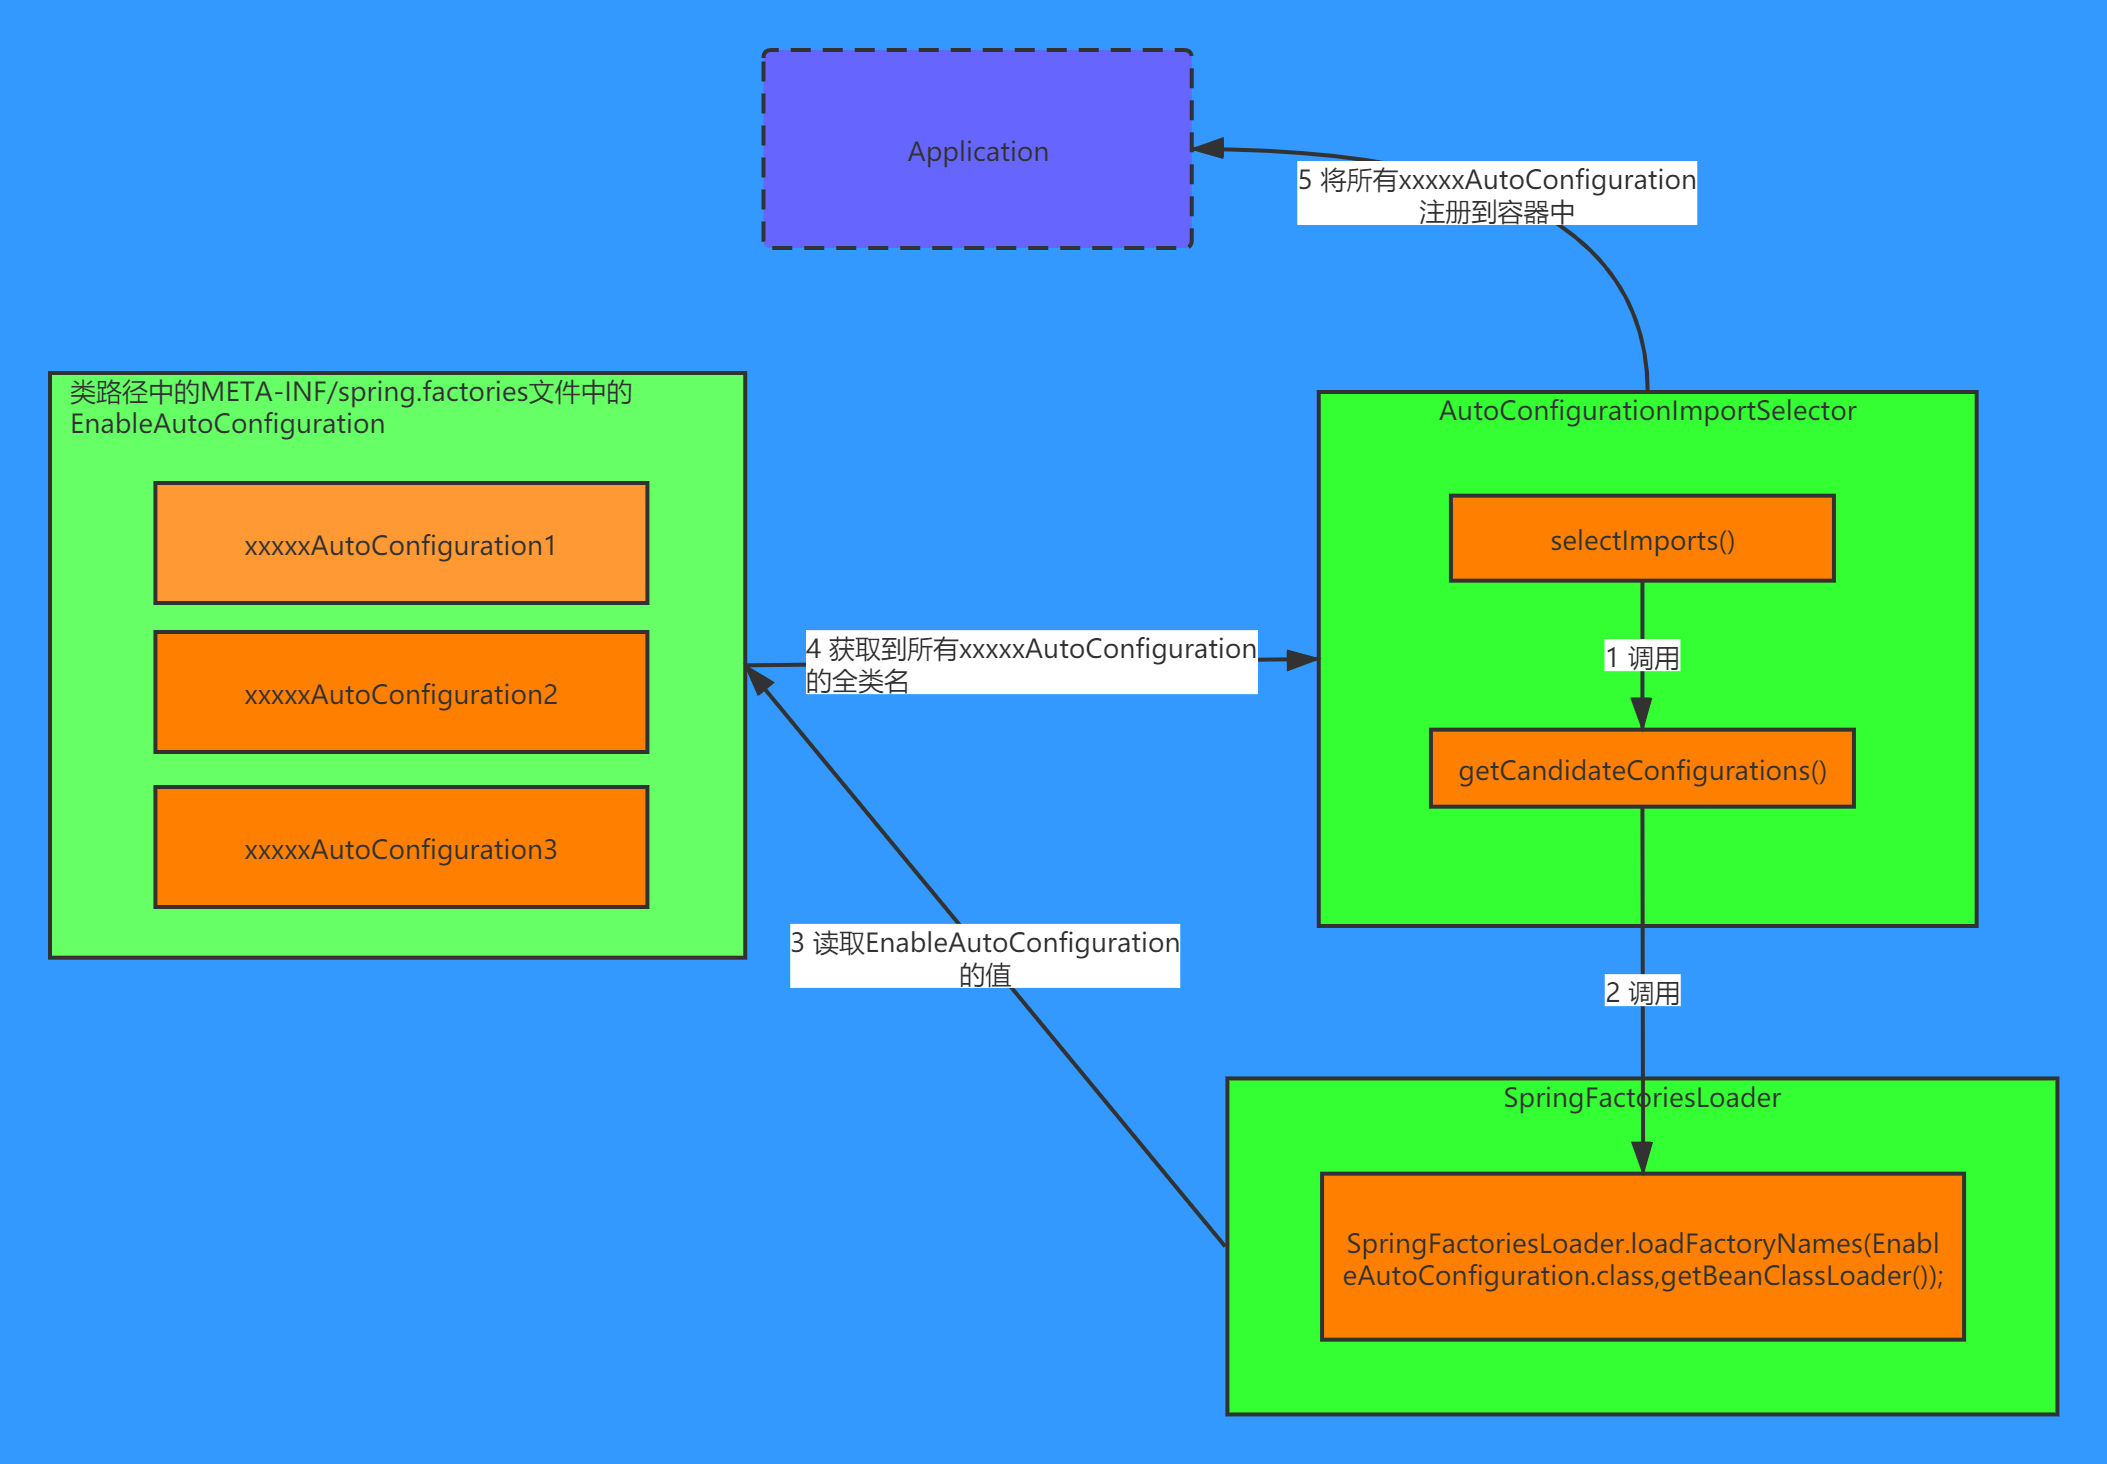 Application
5 将所有xxxxxAutoConfiguration
注册到容器中
类路径中的META-INF/spring.factories文件中的
EnableAutoConfiguration
xxxxxAutoConfiguration1
xxxxxAutoConfiguration2
xxxxxAutoConfiguration3
4 获取到所有xxxxxAutoConfiguration
的全类名
AutoConfigurationImportSelector
selectImports()
1 调用
getCandidateConfigurations()
3 读取EnableAutoConfiguration
的值
2 调用
SpringFactoriesLoader
SpringFactoriesLoader.loadFactoryNames(Enabl
eAutoConfiguration.class,getBeanClassLoader());